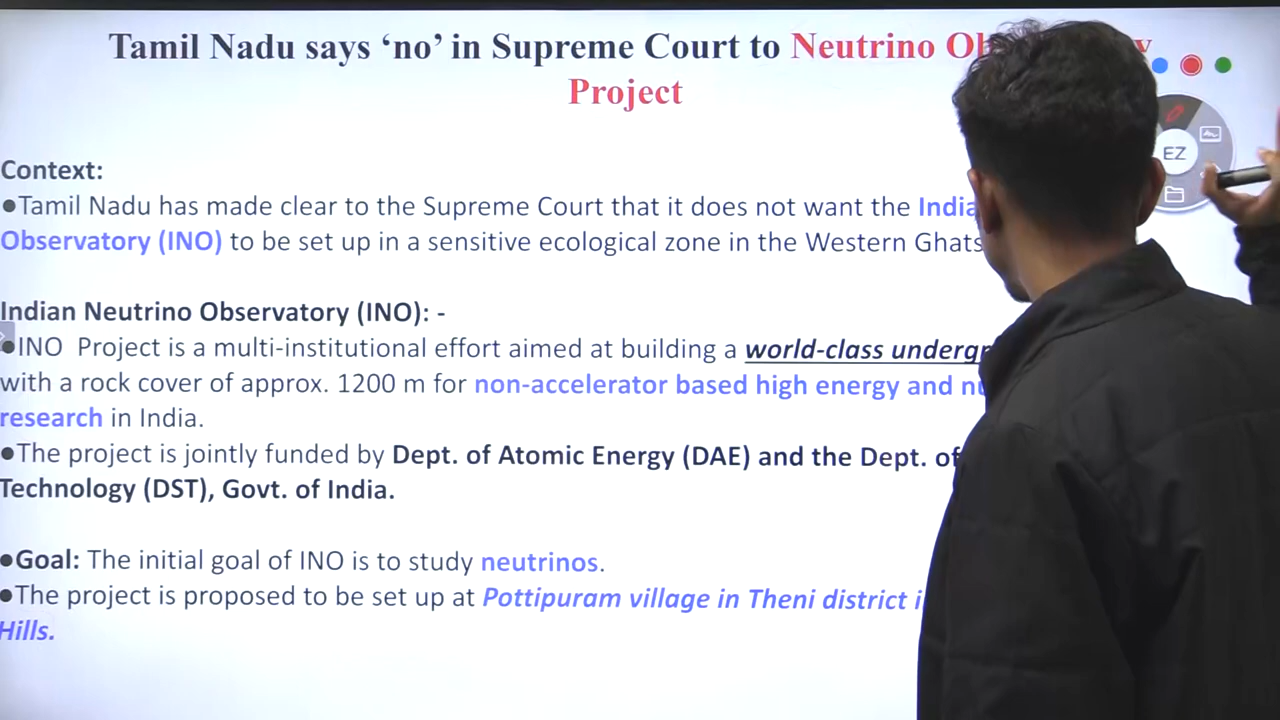 Tamil Nadu says ‘no’ in Supreme Court to Neutrino
Project
EZ
Context:
●Tamil Nadu has made clear to the Supreme Court that it does not want the
Observatory (INO) to be set up in a sensitive ecological zone in the Western Ghats
Indian Neutrino Observatory (INO): -
●INO Project is a multi-institutional effort aimed at building a world-class
with a rock cover of approx. 1200 m for non-accelerator based high energy and
research in India.
●The project is jointly funded by Dept. of Atomic Energy (DAE) and the Dept. of
Technology (DST), Govt. of India.
●Goal: The initial goal of INO is to study neutrinos.
●The project is proposed to be set up at Pottipuram village in Theni district
Hills.